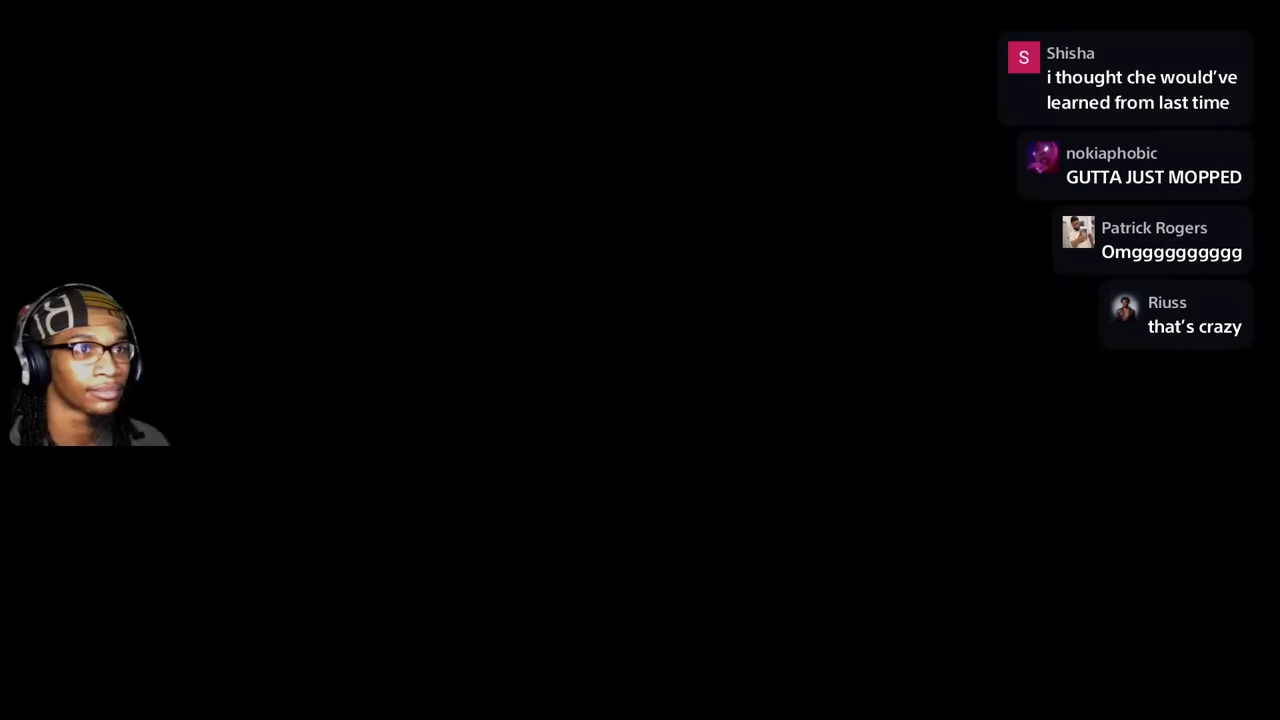 S
Shisha
i thought che would've
learned from last time
nokiaphobic
GUTTA JUST MOPPED
Patrick Rogers
Omgggggggggg
Riuss
that's crazy